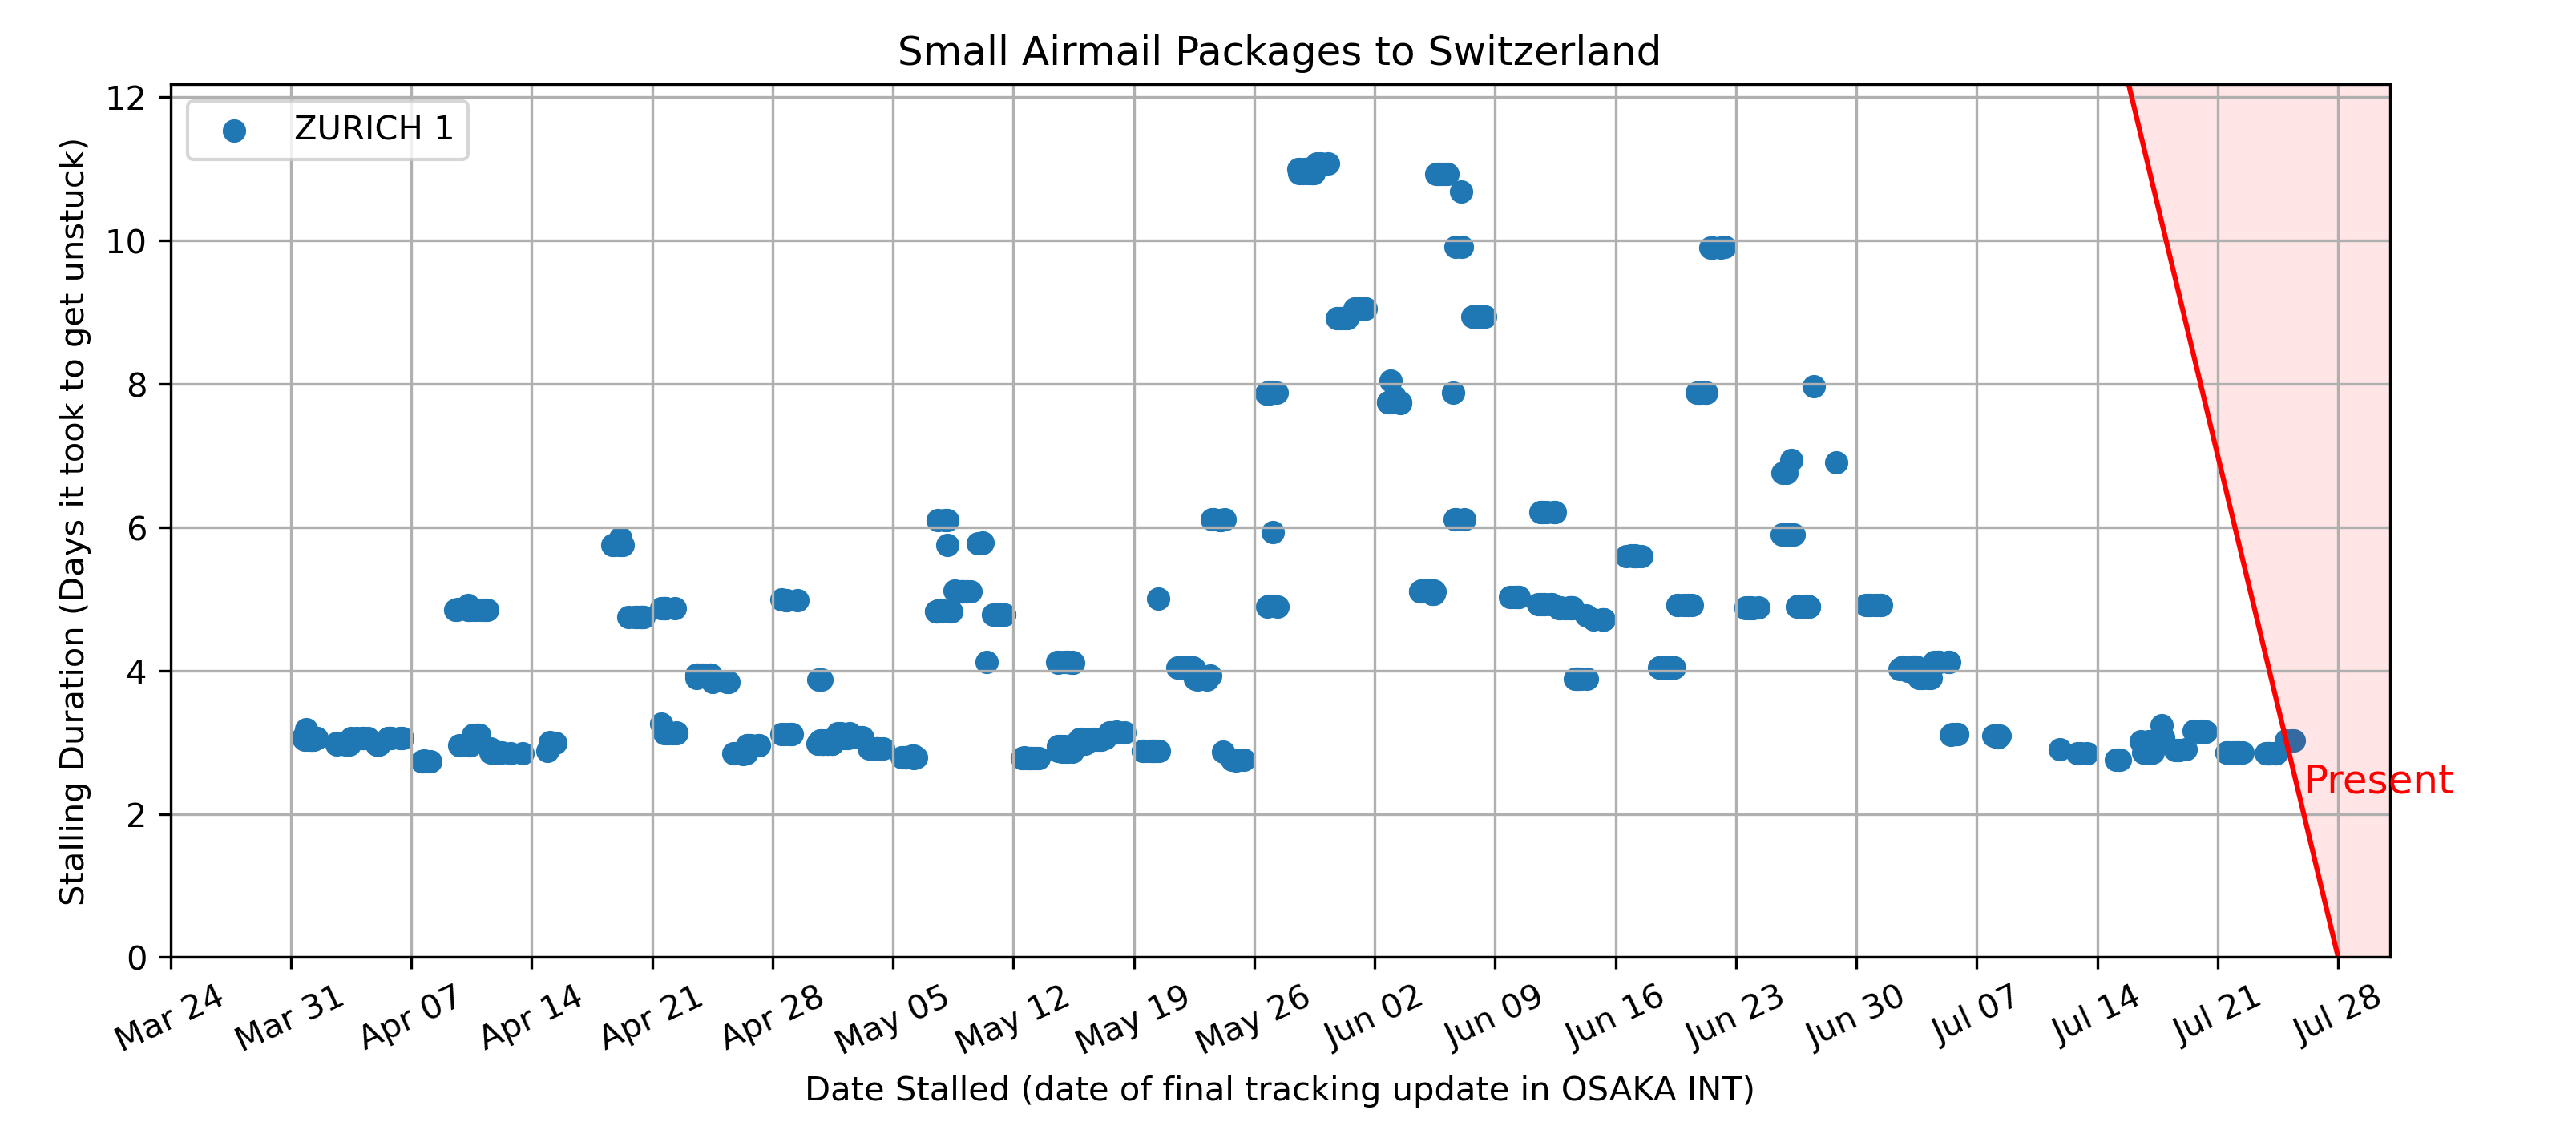 Small Airmail Packages to Switzerland
ZURICH 1
Stalling Duration (Days it took to get unstuck)
12
10
8
6
4
2
0
Present
Mar 24
Mar 31
Apr 07
Apr 14
Apr 21
Apr 28
May 05
May 12
May 19
May 26
Jun 02
Jun 09
Jun 16
Jun 23
Jun 30
Jul 07
Jul 14
Jul 21
Jul 28
Date Stalled (date of final tracking update in OSAKA INT)